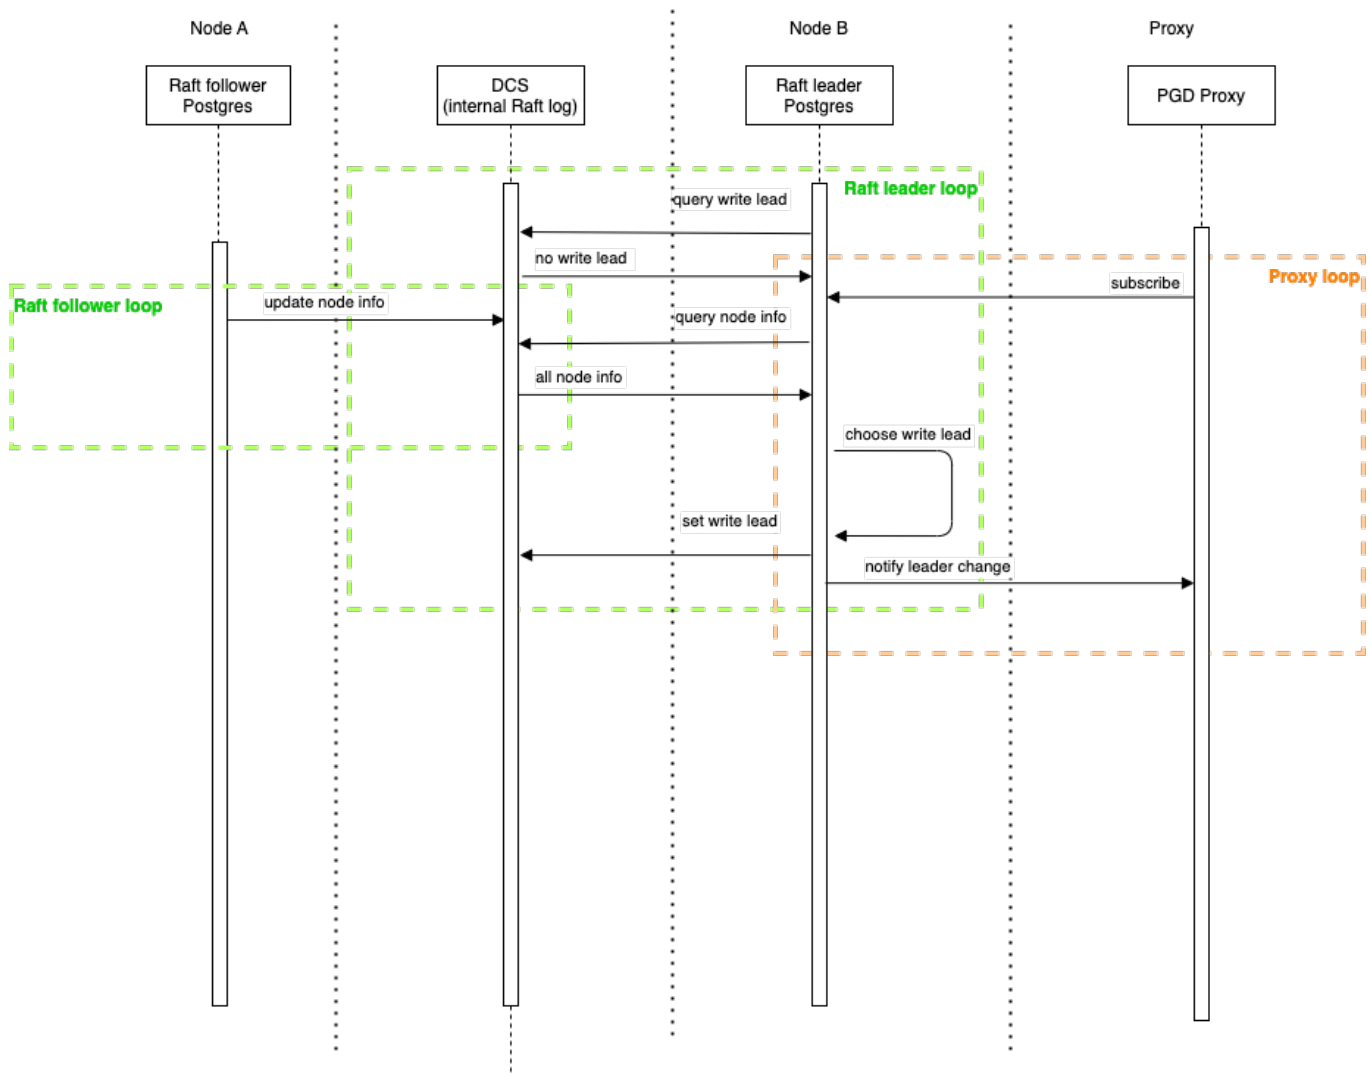 Node A
Node B
Proxy
Raft follower
Postgres
DCS
(internal Raft log)
Raft leader
Postgres
PGD Proxy
Raft leader loop
query write lead
no write lead
Proxy loop
subscribe
Raft follower loop
update node info
query node info
all node info
choose write lead
set write lead
notify leader change